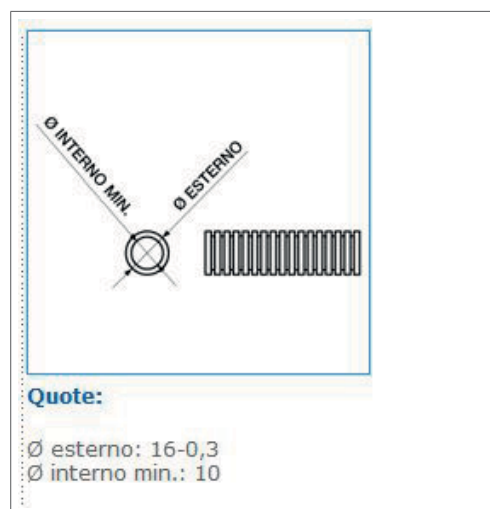 Ø INTERNO MIN.
Ø ESTERNO
Quote:
Ø esterno: 16-0,3
Ø interno min.: 10